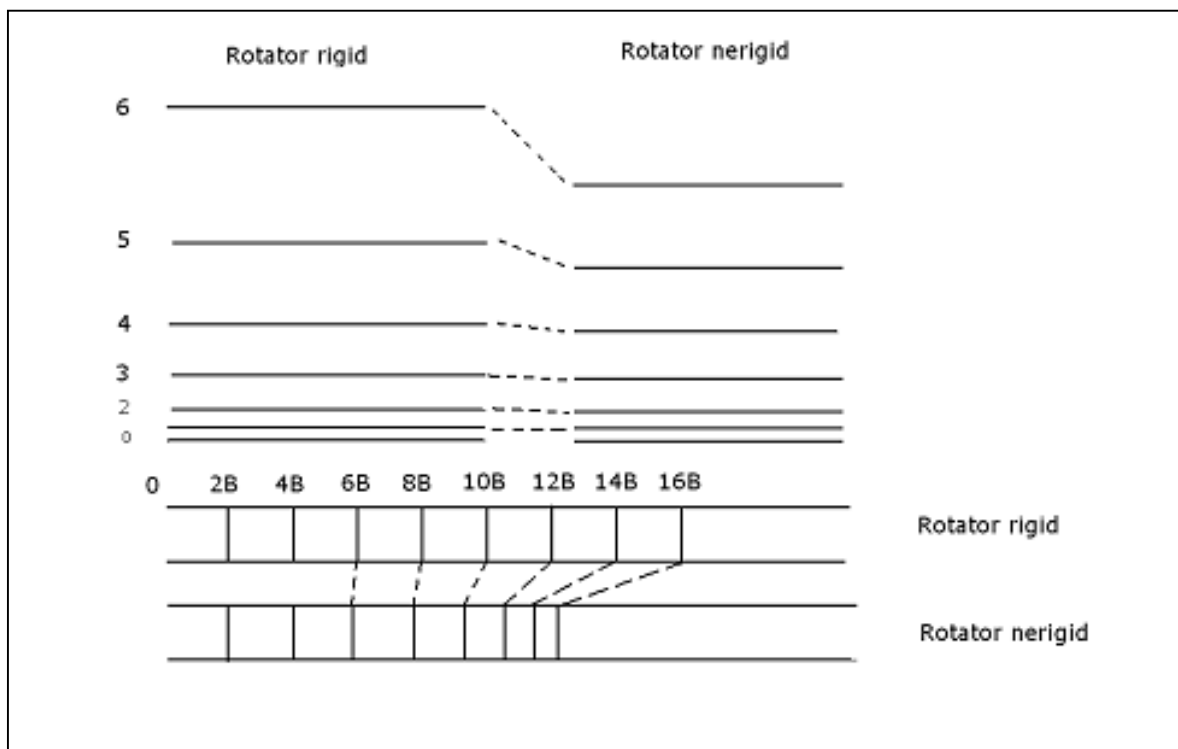 Rotator rigid
Rotator nerigid
6
5
4
3
2
0
0 2B 4B 6B 8B 10B 12B 14B 16B
Rotator rigid
Rotator nerigid